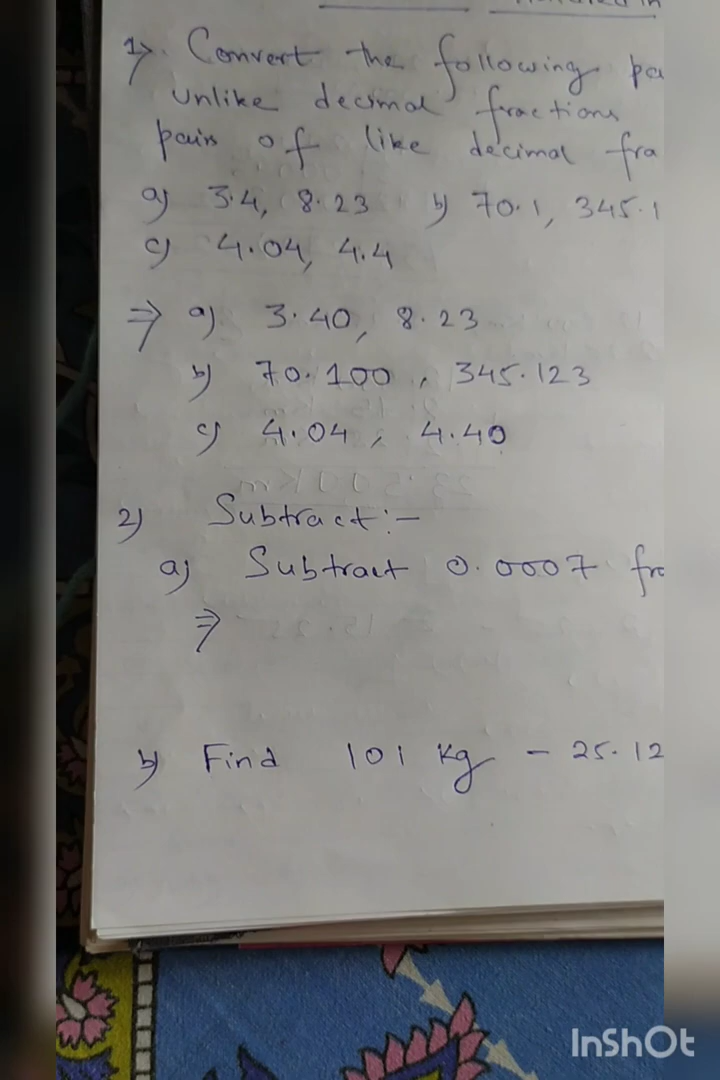 1) Convert the following pa
unlike decimal fractions
pairs of like decimal fra
a) 3.4, 8.23 b) 70.1, 345.1
c) 4.04, 4.4
⇒ a) 3.40, 8.23
b) 70.100, 345.123
c) 4.04, 4.40
2) Subtract:-
a) Subtract 0.0007 fro
⇒
b) Find 101 kg - 25.12
InShOt